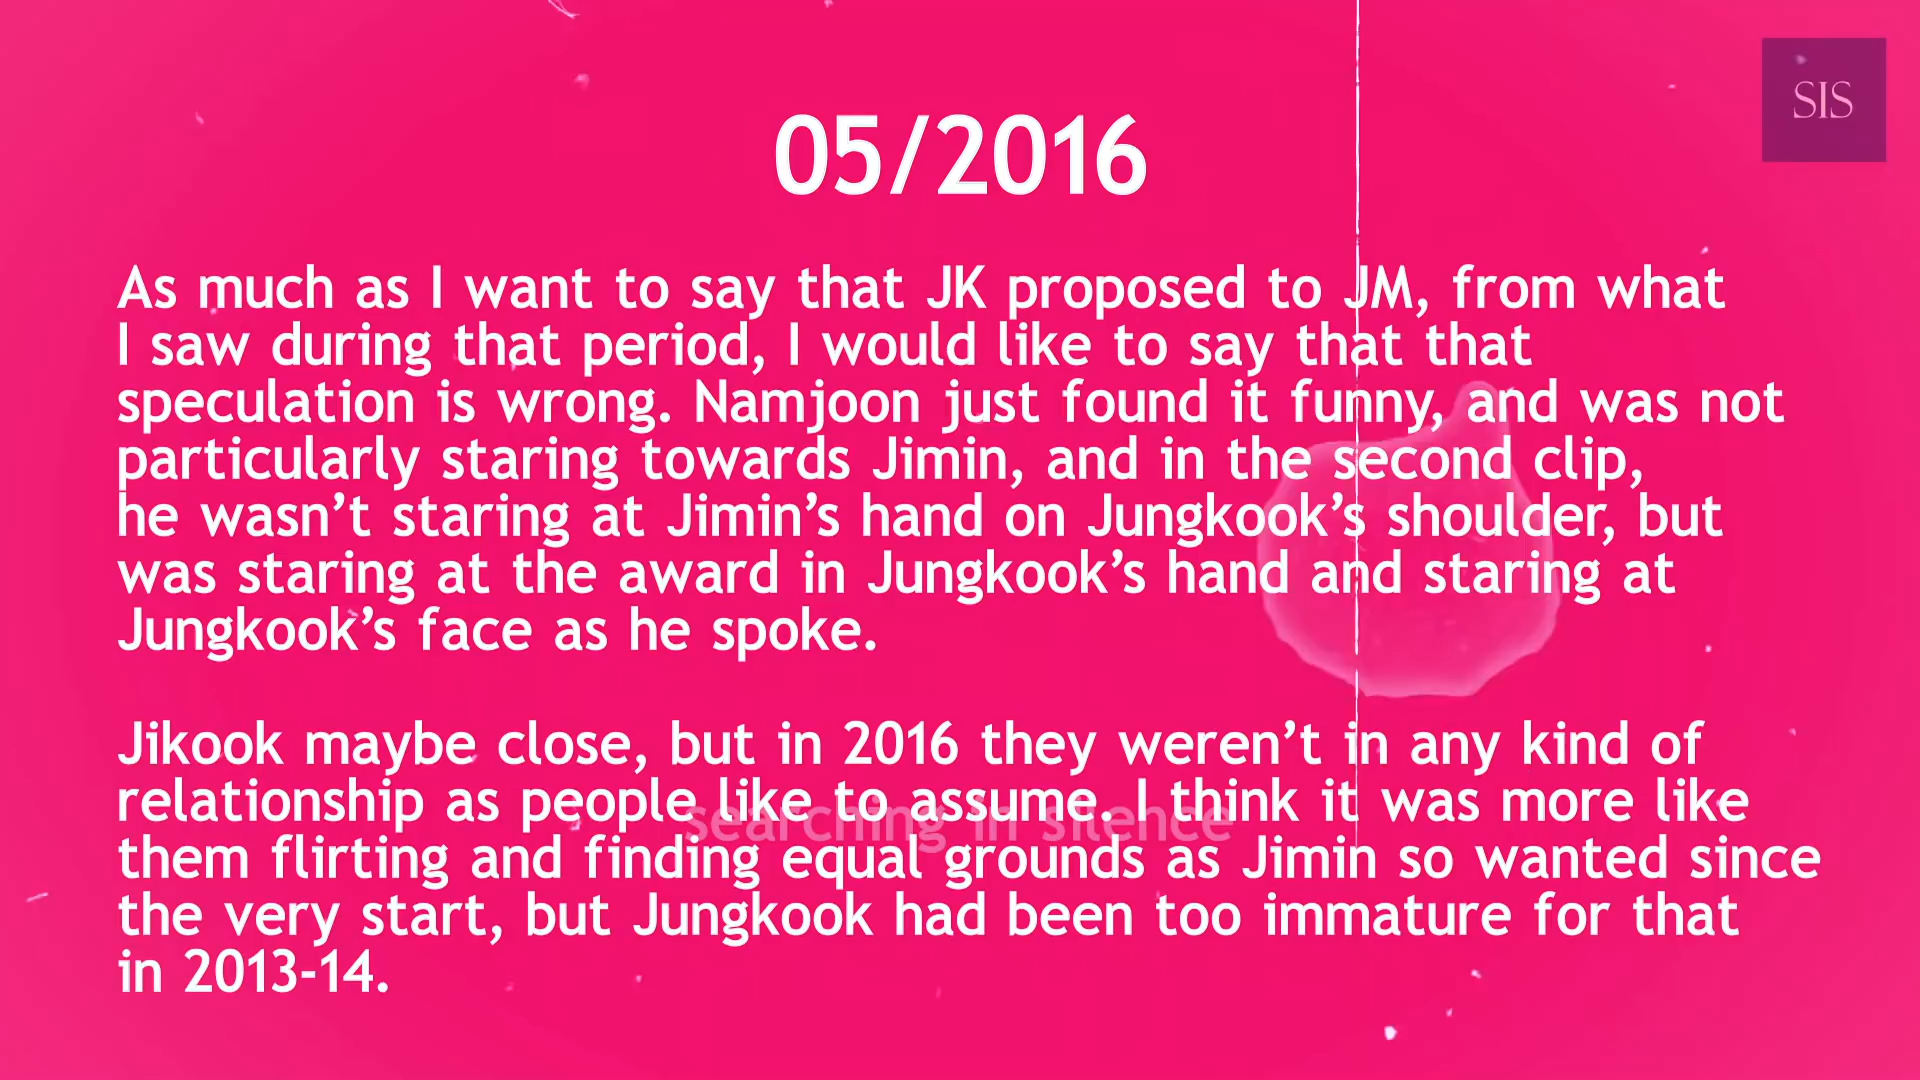 SIS
05/2016
As much as I want to say that JK proposed to JM, from what
I saw during that period, I would like to say that that
speculation is wrong. Namjoon just found it funny, and was not
particularly staring towards Jimin, and in the second clip,
he wasn’t staring at Jimin’s hand on Jungkook’s shoulder, but
was staring at the award in Jungkook’s hand and staring at
Jungkook’s face as he spoke.
Jikook maybe close, but in 2016 they weren’t in any kind of
relationship as people like to assume. I think it was more like
searching in silence
them flirting and finding equal grounds as Jimin so wanted since
the very start, but Jungkook had been too immature for that
in 2013-14.